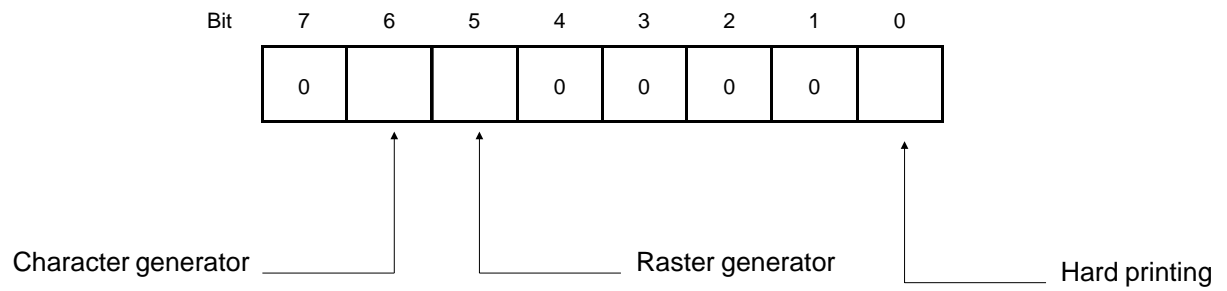 Bit 7 6 5 4 3 2 1 0
0 0 0 0 0
Character generator Raster generator Hard printing